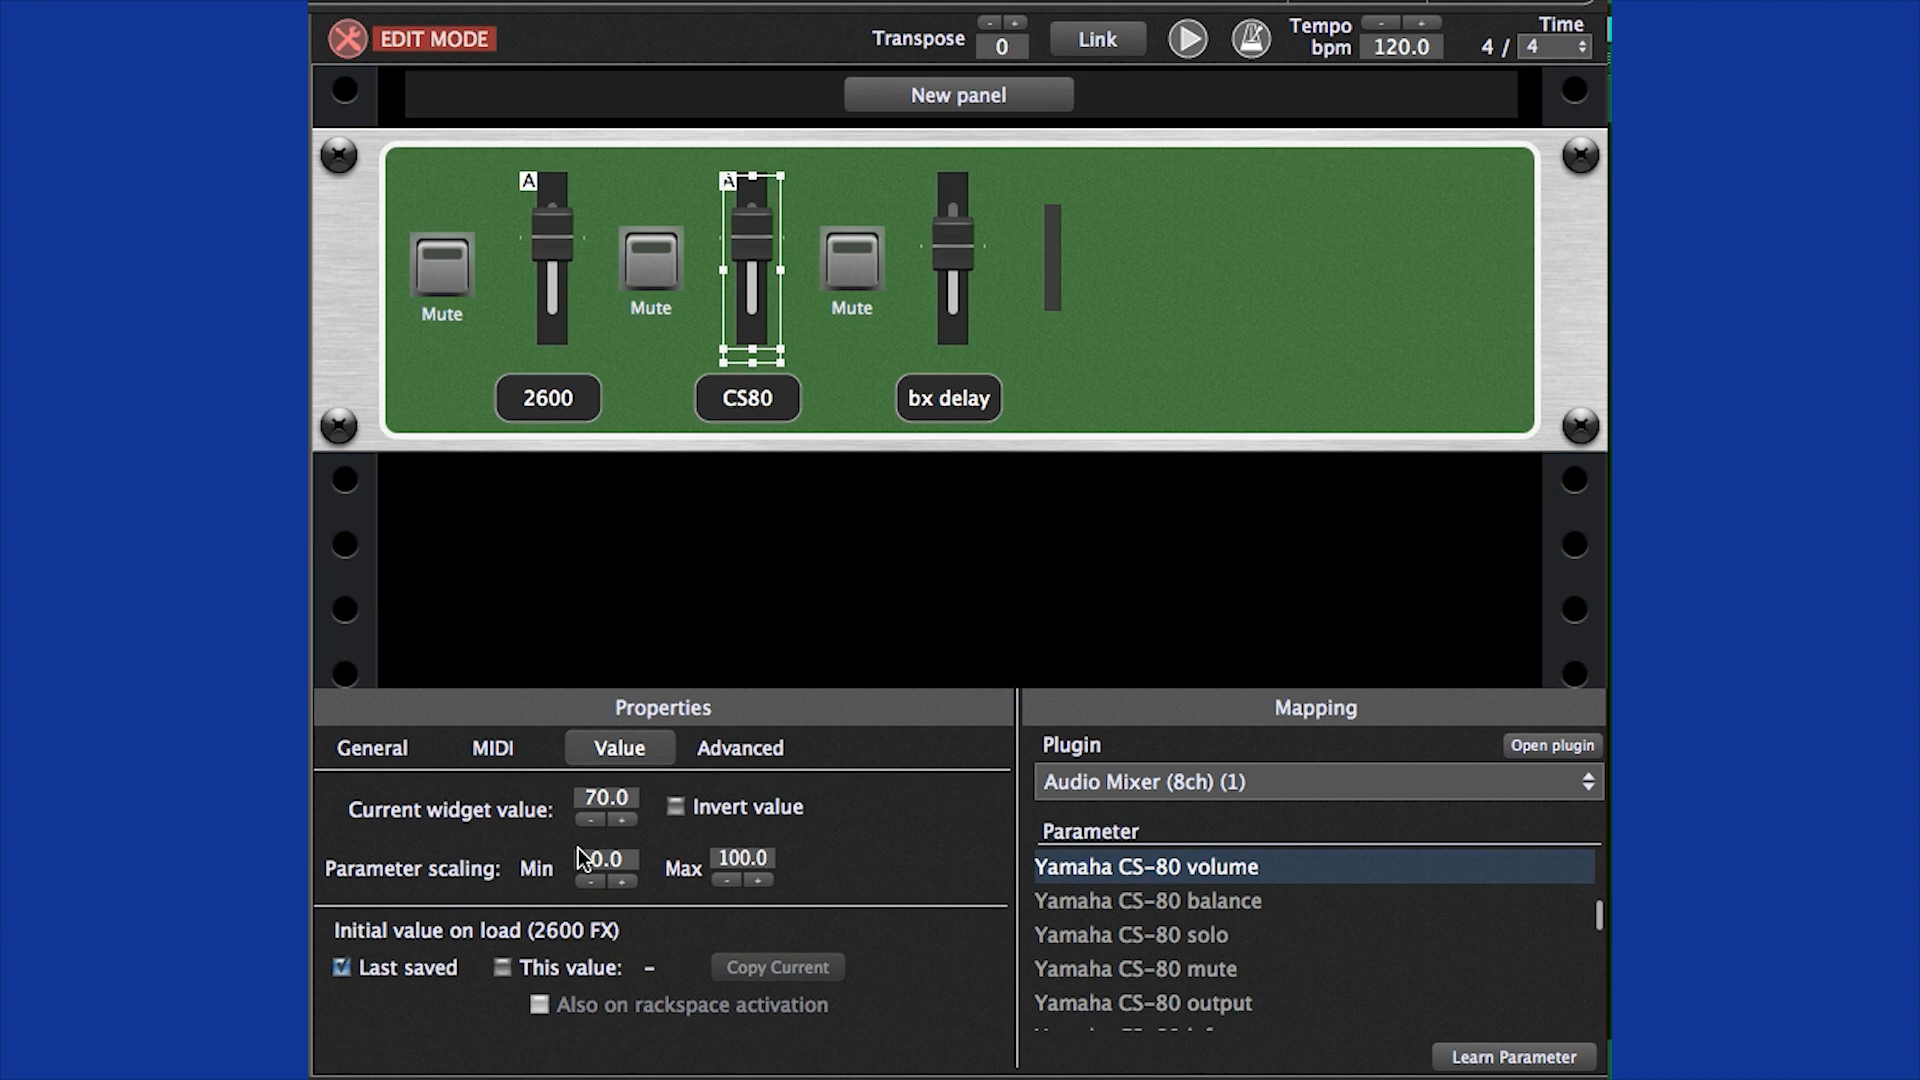 EDIT MODE
Transpose
- +
0
Link
Tempo
bpm
- +
120.0
Time
4 / 4
New panel
A
A
Mute
Mute
Mute
2600
CS80
bx delay
Properties
General MIDI Value Advanced
Current widget value: 70.0
- +
Invert value
Parameter scaling: Min 0.0 Max 100.0
- + - +
Initial value on load (2600 FX)
Last saved This value: - Copy Current
Also on rackspace activation
Mapping
Plugin Open plugin
Audio Mixer (8ch) (1)
Parameter
Yamaha CS-80 volume
Yamaha CS-80 balance
Yamaha CS-80 solo
Yamaha CS-80 mute
Yamaha CS-80 output
Learn Parameter